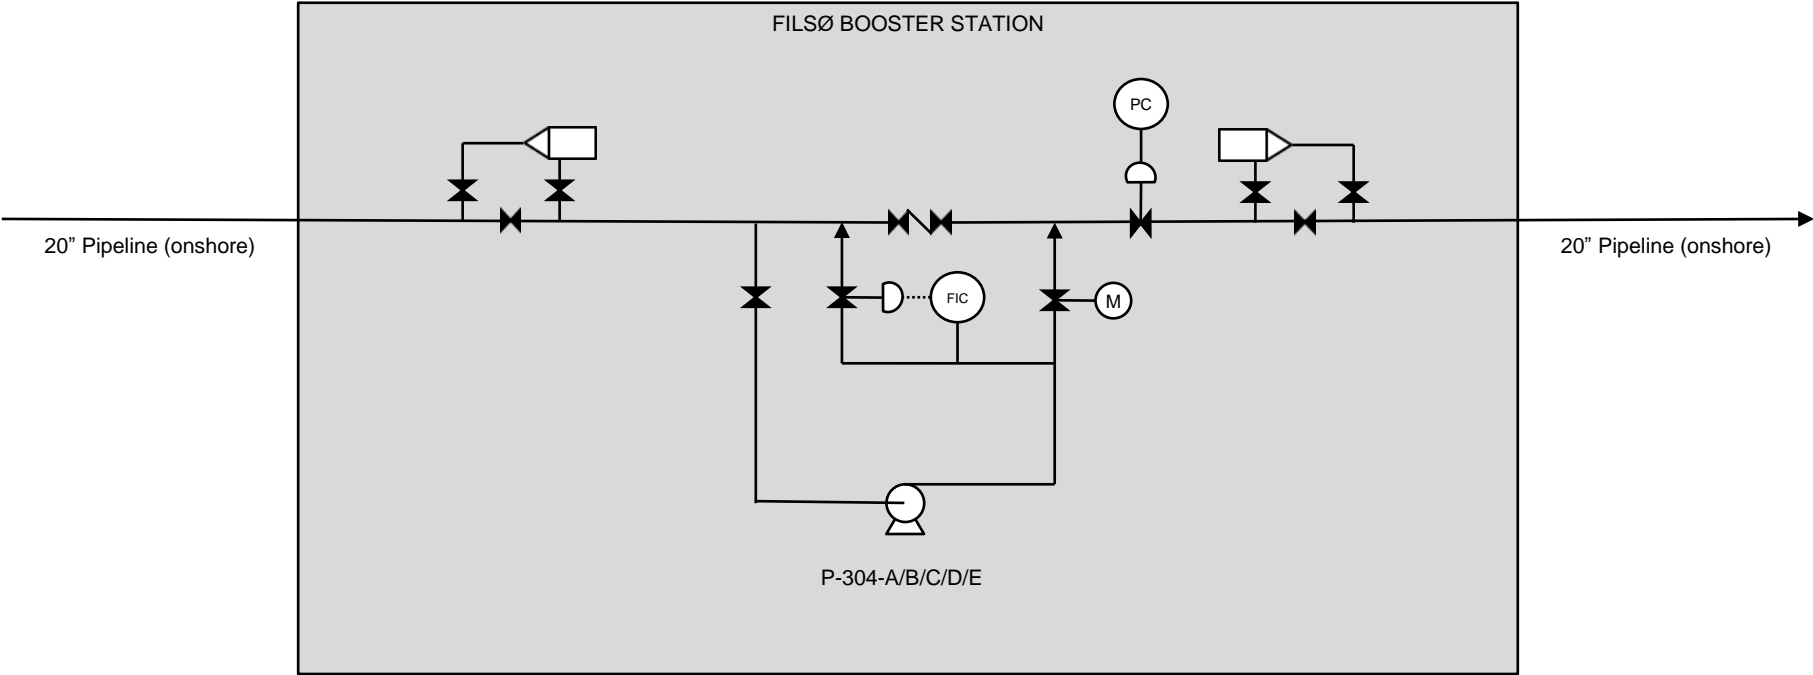 FILSØ BOOSTER STATION
PC
20” Pipeline (onshore)
20” Pipeline (onshore)
FIC
M
P-304-A/B/C/D/E